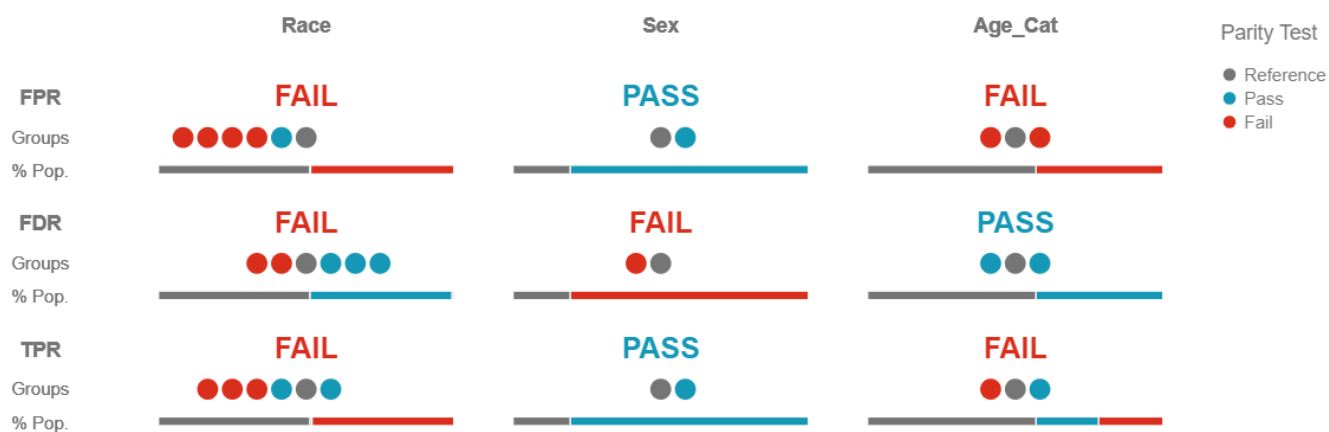 Race Sex Age_Cat
Parity Test
Reference
Pass
Fail
FPR FAIL PASS FAIL
Groups
% Pop.
FDR FAIL FAIL PASS
Groups
% Pop.
TPR FAIL PASS FAIL
Groups
% Pop.